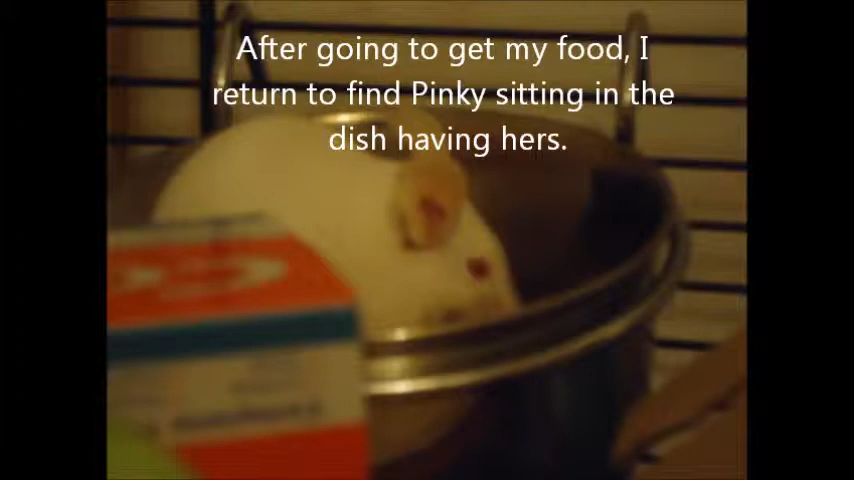 After going to get my food, I
return to find Pinky sitting in the
dish having hers.